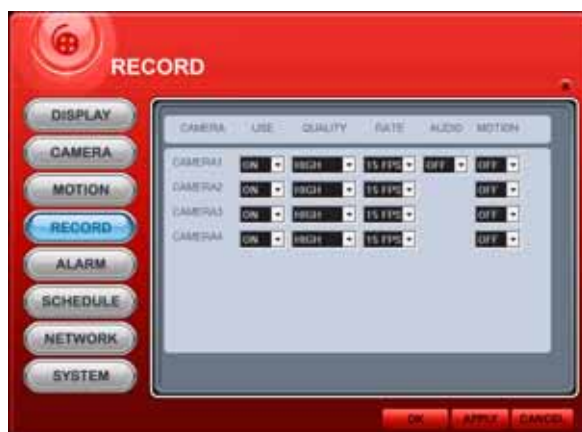 RECORD
DISPLAY
CAMERA
MOTION
RECORD
ALARM
SCHEDULE
NETWORK
SYSTEM
CAMERA USE QUALITY RATE AUDIO MOTION
CAMERA1 ON HIGH 15 FPS OFF OFF
CAMERA2 ON HIGH 15 FPS OFF
CAMERA3 ON HIGH 15 FPS OFF
CAMERA4 ON HIGH 15 FPS OFF
OK APPLY CANCEL